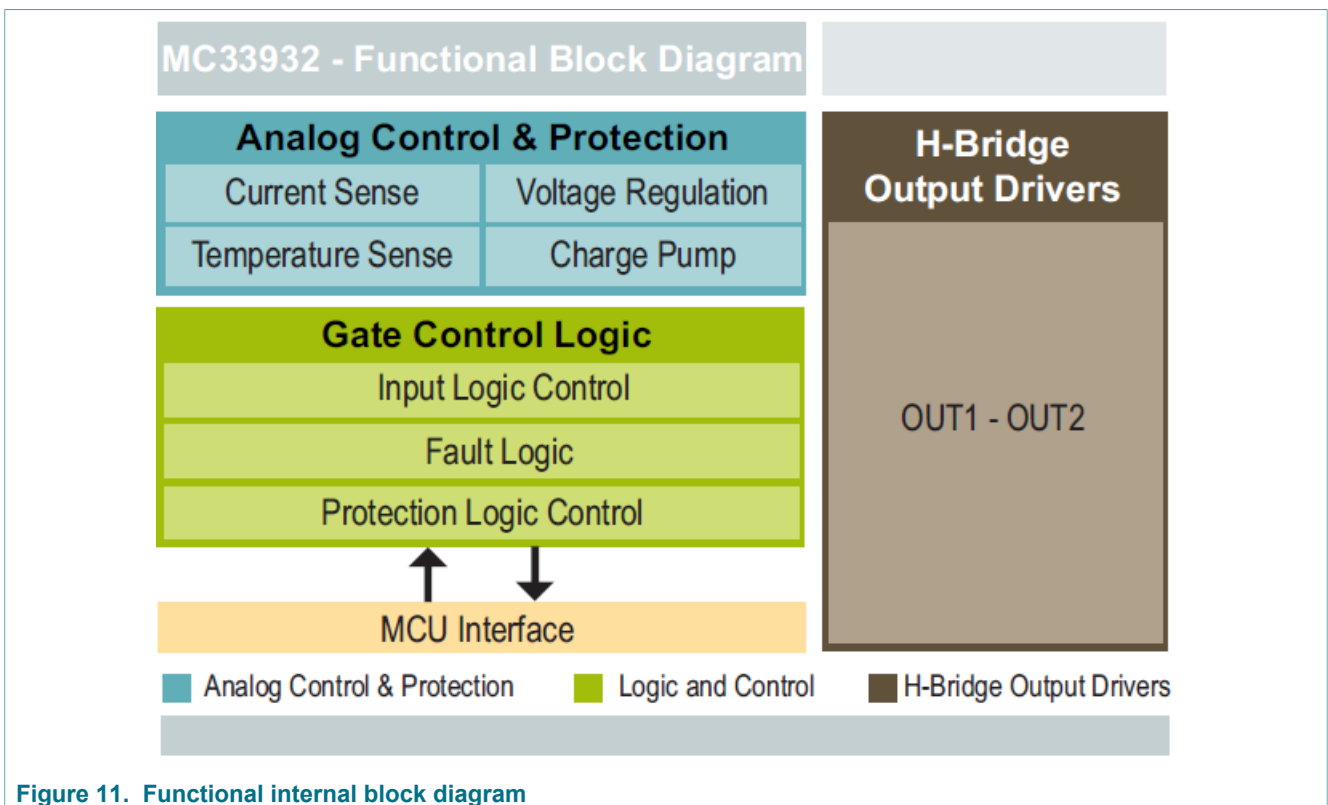 MC33932 - Functional Block Diagram
Analog Control & Protection
Current Sense
Voltage Regulation
Temperature Sense
Charge Pump
Gate Control Logic
Input Logic Control
Fault Logic
Protection Logic Control
MCU Interface
H-Bridge
Output Drivers
OUT1 - OUT2
Analog Control & Protection
Logic and Control
H-Bridge Output Drivers
Figure 11. Functional internal block diagram